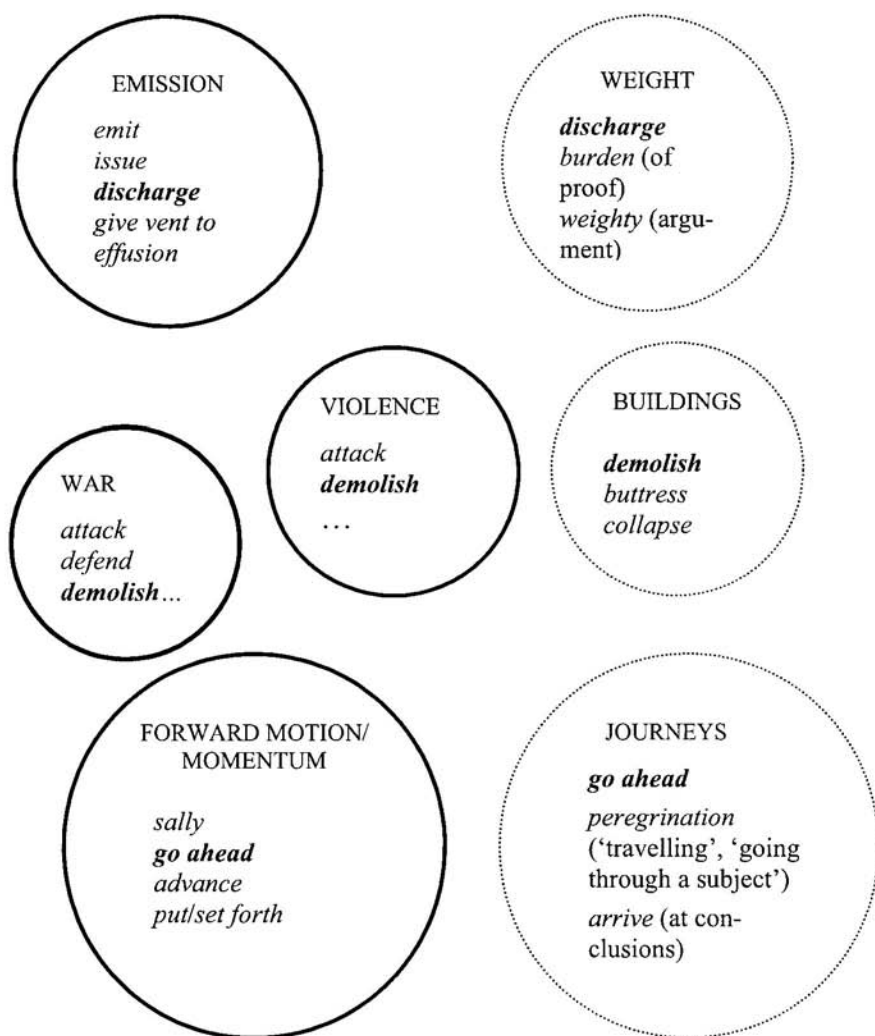 EMISSION
emit
issue
discharge
give vent to
effusion
WEIGHT
discharge
burden (of
proof)
weighty (argu-
ment)
VIOLENCE
attack
demolish
...
BUILDINGS
demolish
buttress
collapse
WAR
attack
defend
demolish...
FORWARD MOTION/
MOMENTUM
sally
go ahead
advance
put/set forth
JOURNEYS
go ahead
peregrination
(‘travelling’, ‘going
through a subject’)
arrive (at con-
clusions)